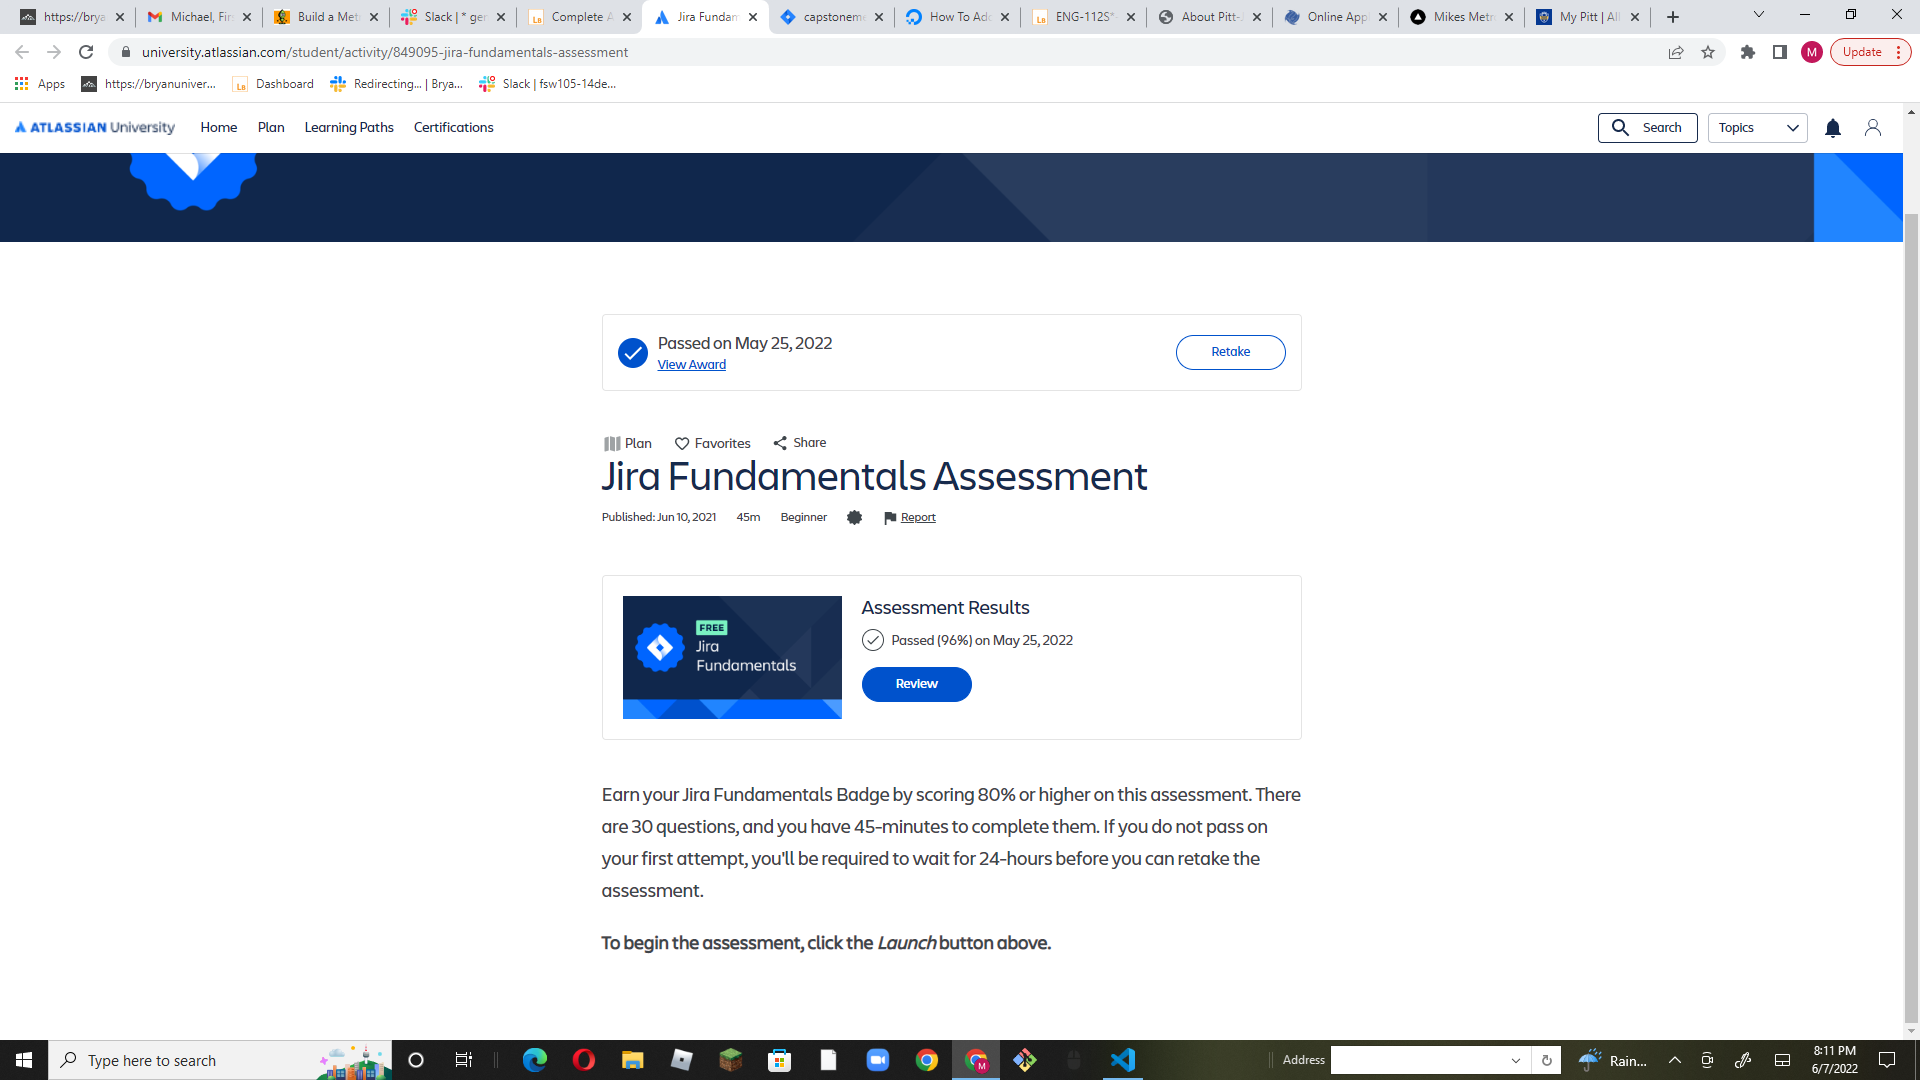 https://brya
Michael, Fir
Build a Met
Slack | * ger
Complete A
Jira Fundam
capstoneme
How To Add
ENG-112S*
About Pitt-
Online App
Mikes Metr
My Pitt | All
university.atlassian.com/student/activity/849095-jira-fundamentals-assessment
M
Update
Apps
https://bryanuniver...
Dashboard
Redirecting... | Brya...
Slack | fsw105-14de...
ATLASSIAN University
Home
Plan
Learning Paths
Certifications
Search
Topics
Passed on May 25, 2022
View Award
Retake
Plan
Favorites
Share
Jira Fundamentals Assessment
Published: Jun 10, 2021
45m
Beginner
Report
FREE
Jira
Fundamentals
Assessment Results
Passed (96%) on May 25, 2022
Review
Earn your Jira Fundamentals Badge by scoring 80% or higher on this assessment. There
are 30 questions, and you have 45-minutes to complete them. If you do not pass on
your first attempt, you'll be required to wait for 24-hours before you can retake the
assessment.
To begin the assessment, click the Launch button above.
Type here to search
Address
Rain...
8:11 PM
6/7/2022